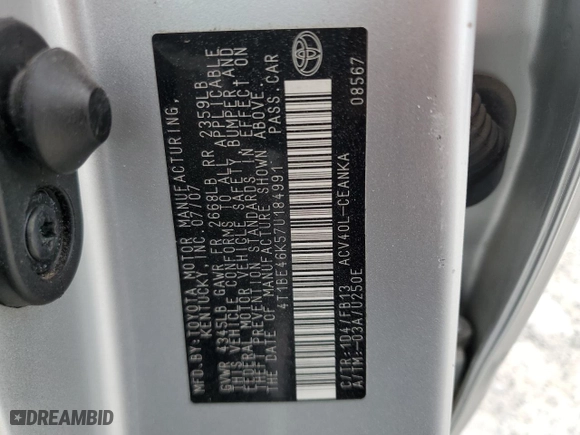 MFD.BY:TOYOTA MOTOR MANUFACTURING,
KENTUCKY, INC. 07/07
GVWR 4345LB GAWR FR 2668LB RR 2359LB
THIS VEHICLE CONFORMS TO ALL APPLICABLE
FEDERAL MOTOR VEHICLE SAFETY, BUMPER AND
THEFT PREVENTION STANDARDS IN EFFECT ON
THE DATE OF MANUFACTURE SHOWN ABOVE.
4T1BE46K57U184991 PASS.CAR
C/TR:1D4/FB13 ACV40L-CEANKA
A/TM:-03A/U250E 08567
DREAMBID